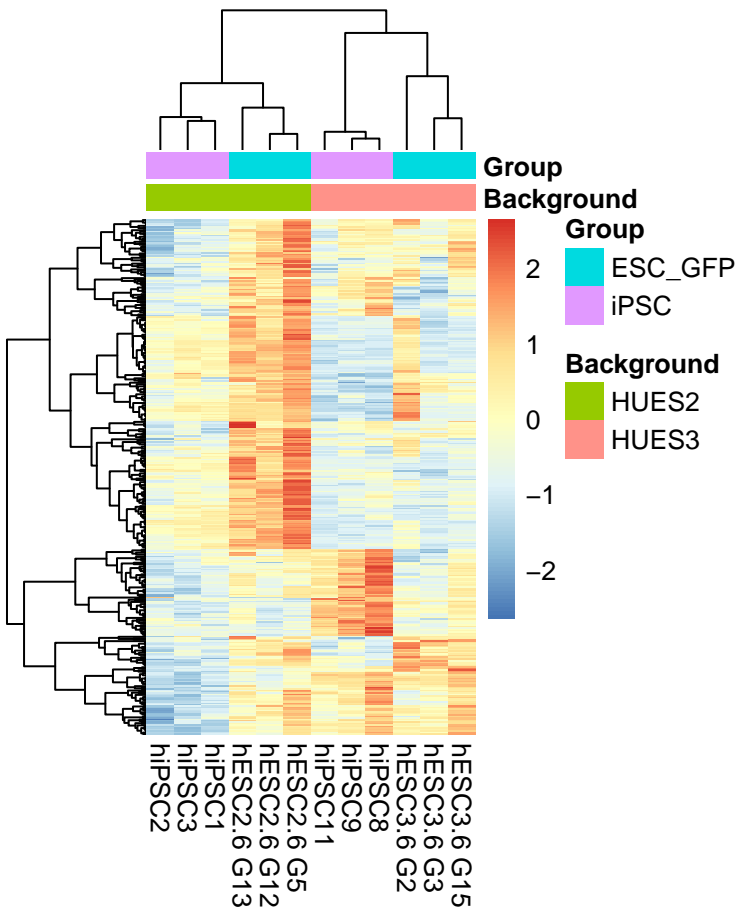 Group
Background
2
1
0
−1
−2
Group
ESC_GFP
iPSC
Background
HUES2
HUES3
hiPSC2
hiPSC3
hiPSC1
hESC2.6 G13
hESC2.6 G12
hESC2.6 G5
hiPSC11
hiPSC9
hiPSC8
hESC3.6 G2
hESC3.6 G3
hESC3.6 G15